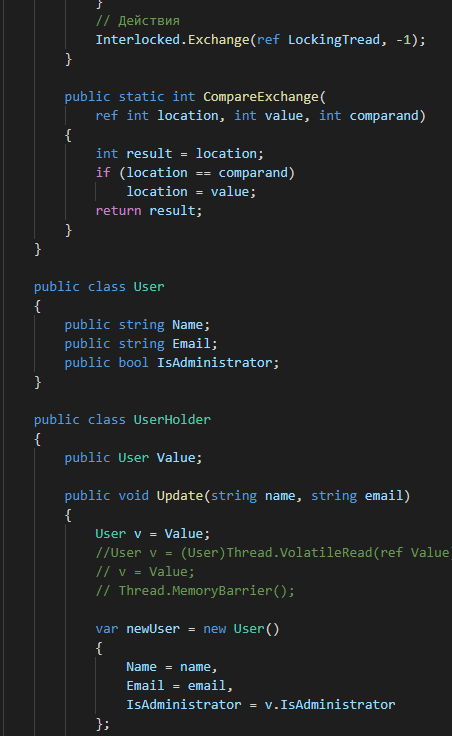 }
// Действия
Interlocked.Exchange(ref LockingTread, -1);
}
public static int CompareExchange(
ref int location, int value, int comparand)
{
int result = location;
if (location == comparand)
location = value;
return result;
}
}
public class User
{
public string Name;
public string Email;
public bool IsAdministrator;
}
public class UserHolder
{
public User Value;
public void Update(string name, string email)
{
User v = Value;
//User v = (User)Thread.VolatileRead(ref Value
// v = Value;
// Thread.MemoryBarrier();
var newUser = new User()
{
Name = name,
Email = email,
IsAdministrator = v.IsAdministrator
};